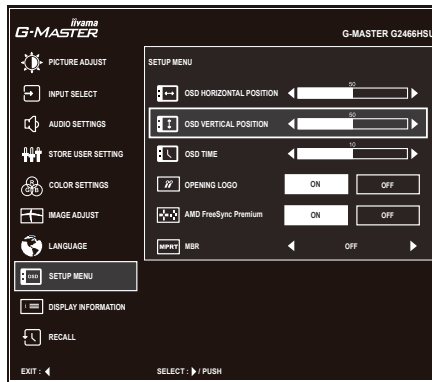 iiyama
G-MASTER
G-MASTER G2466HSU
PICTURE ADJUST
INPUT SELECT
AUDIO SETTINGS
STORE USER SETTING
R
G B
COLOR SETTINGS
IMAGE ADJUST
LANGUAGE
OSD
SETUP MENU
i
DISPLAY INFORMATION
RECALL
SETUP MENU
OSD HORIZONTAL POSITION
50
OSD VERTICAL POSITION
50
OSD TIME
10
OPENING LOGO
ON OFF
AMD FreeSync Premium
ON OFF
MPRT MBR
OFF
EXIT :
SELECT : / PUSH